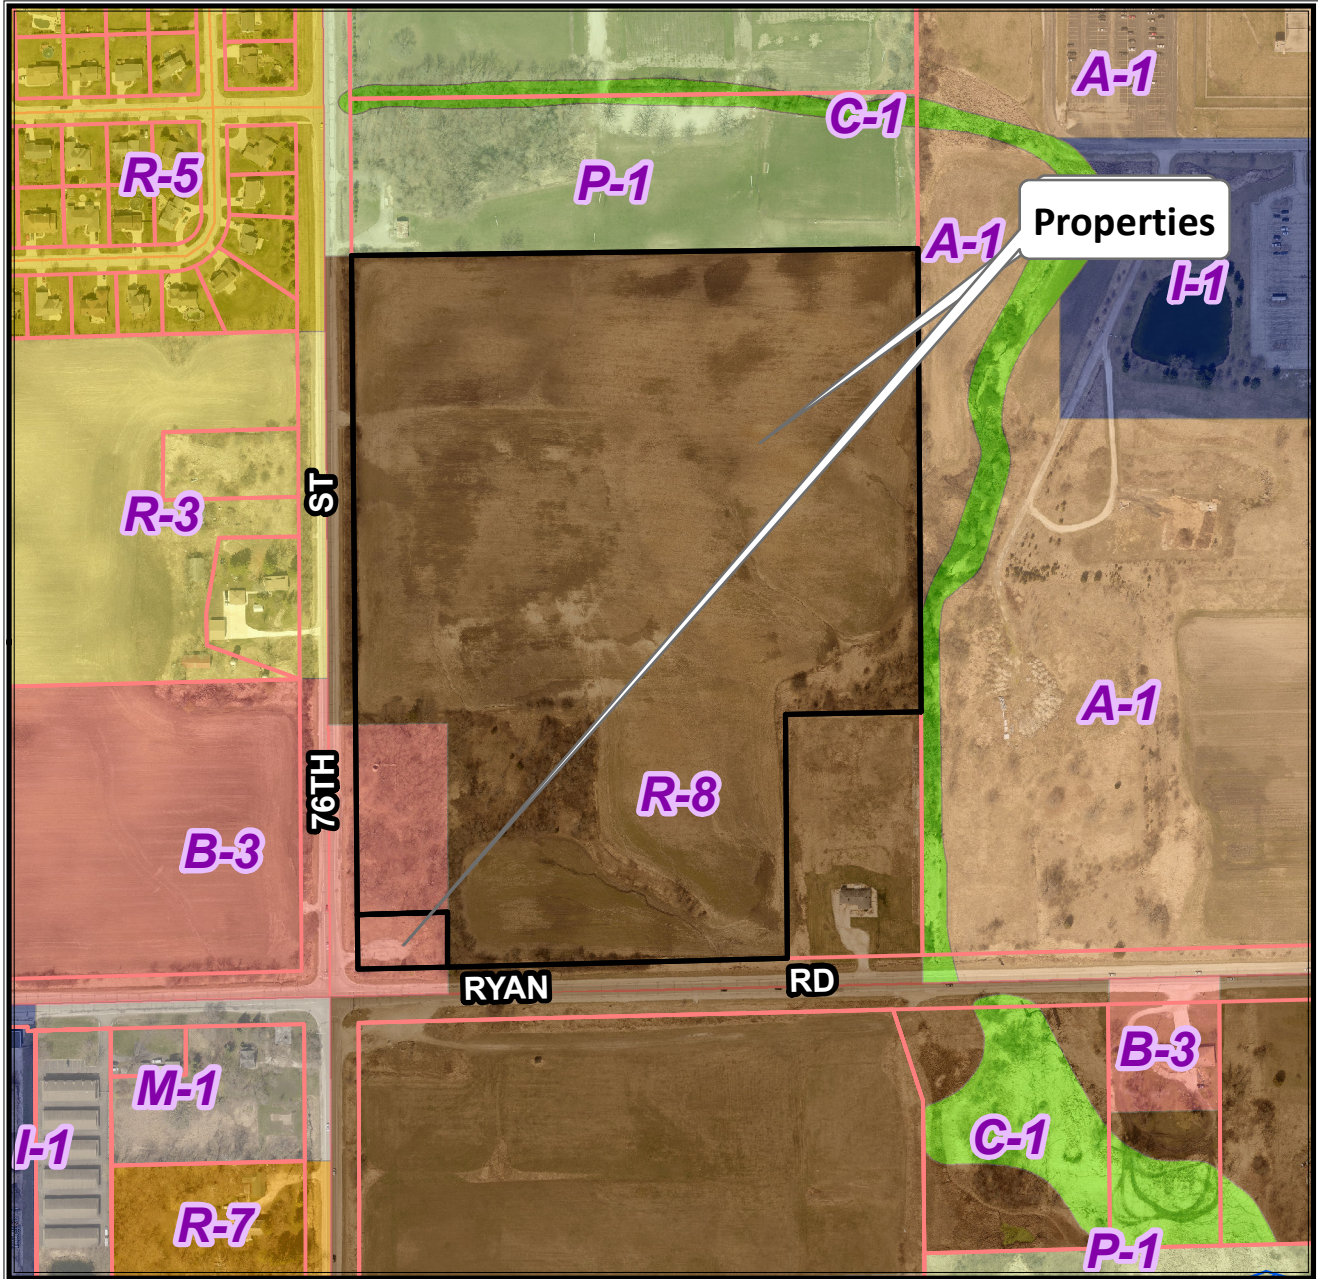 A-1
C-1
R-5
P-1
Properties
A-1
I-1
ST
R-3
A-1
76TH
R-8
B-3
RYAN
RD
B-3
M-1
C-1
I-1
R-7
P-1